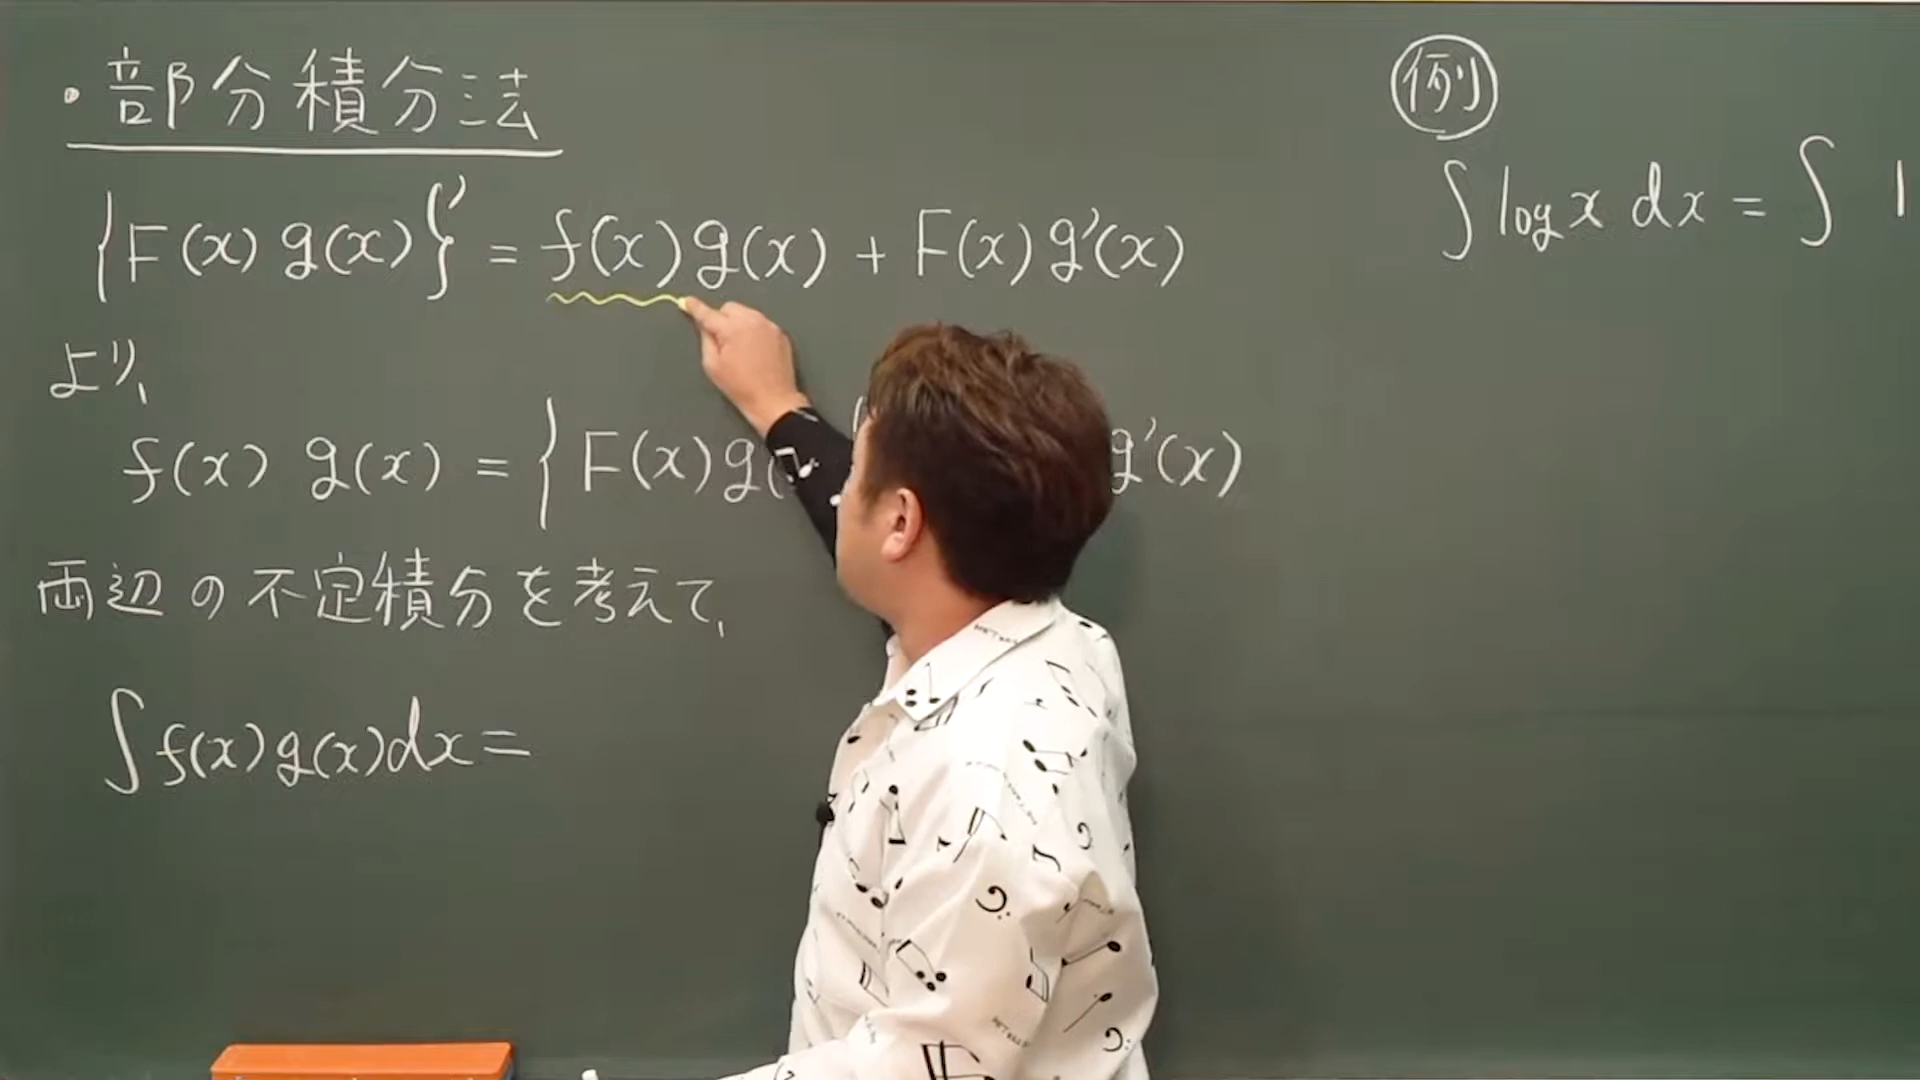 ・部分積分法
{F(x) g(x)}' = f(x) g(x) + F(x) g'(x)
より、
f(x) g(x) = { F(x) g( g'(x)
両辺の不定積分を考えて、
∫ f(x) g(x) dx =
例
∫ log x dx = ∫ 1